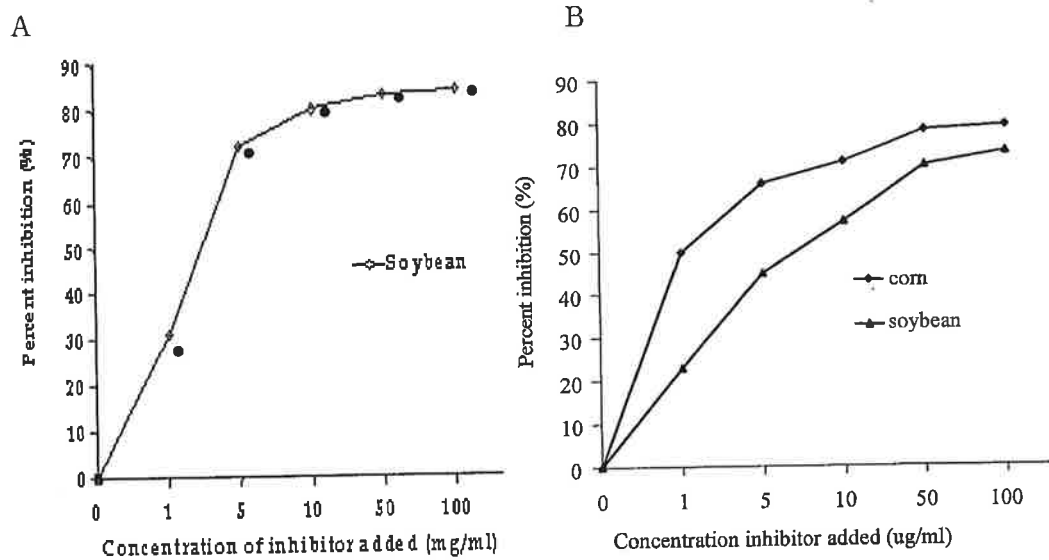 A
90
80
70
60
50
40
30
20
10
0
0 1 5 10 50 100
Percent inhibition (%)
Concentration of inhibitor added (mg/ml)
Soybean
B
90
80
70
60
50
40
30
20
10
0
0 1 5 10 50 100
Percent inhibition (%)
Concentration inhibitor added (ug/ml)
corn
soybean